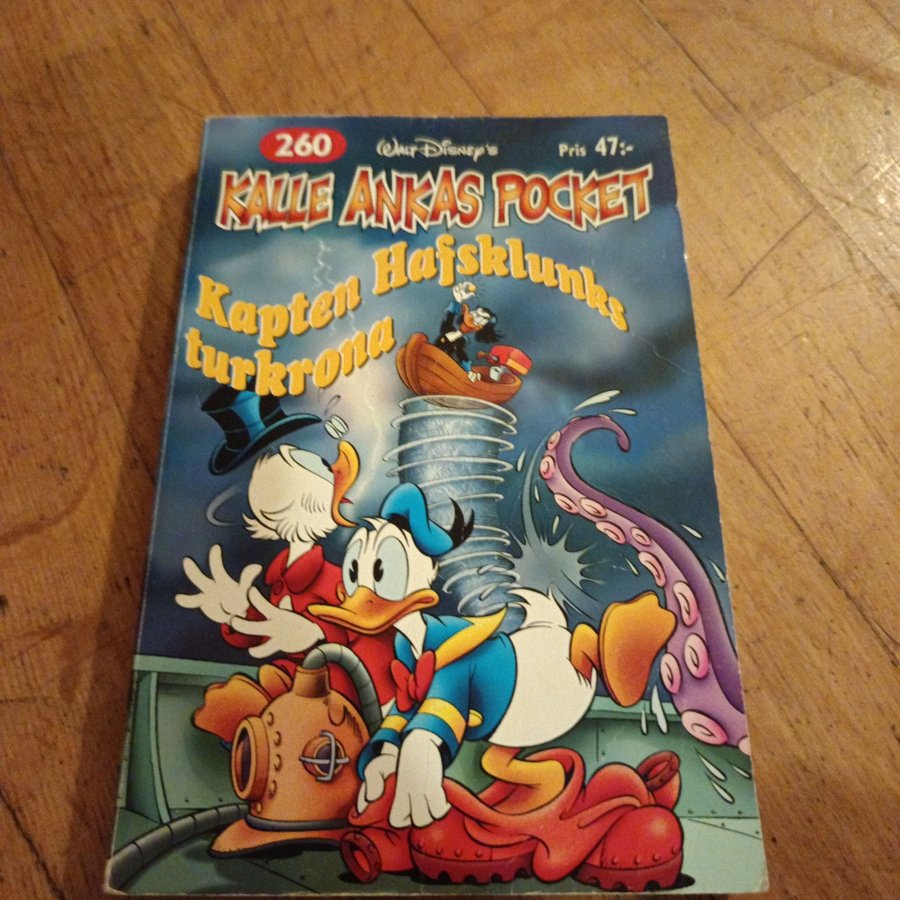 260 WALT DISNEY'S Pris 47:-
KALLE ANKAS POCKET
Kapten Hafsklunks
turkrona